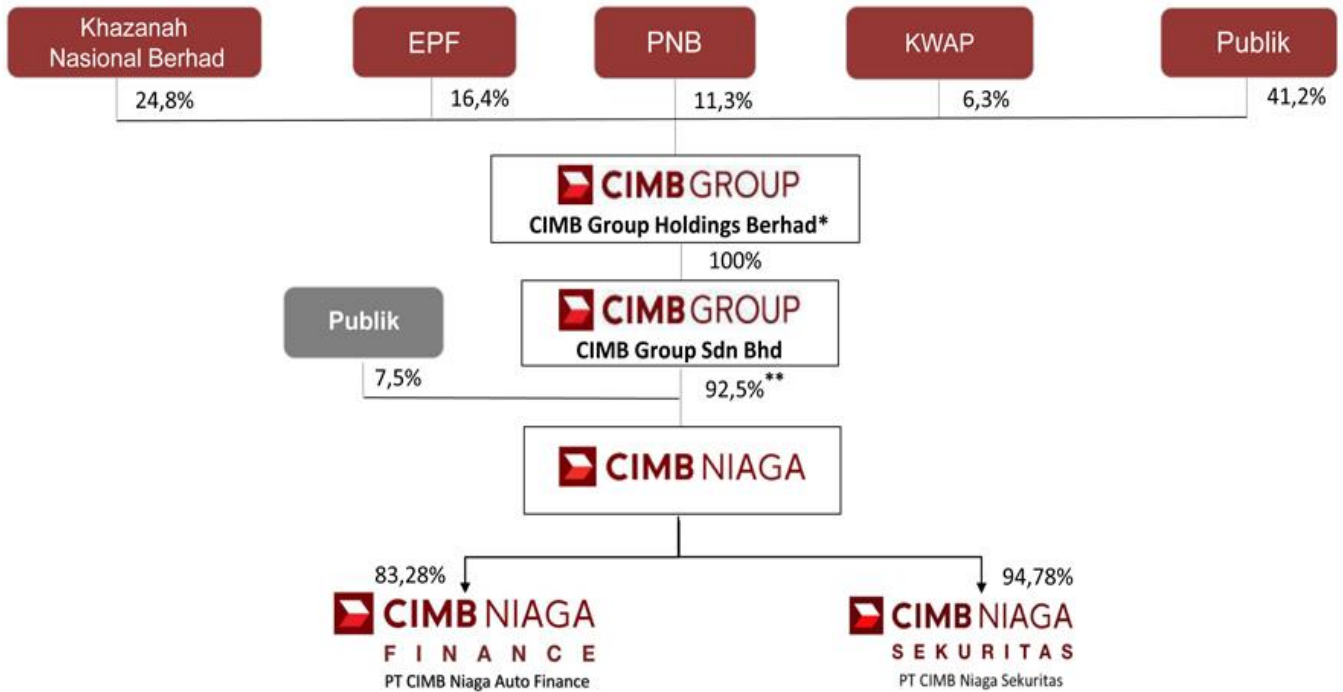 Khazanah
Nasional Berhad
EPF
PNB
KWAP
Publik
24,8%
16,4%
11,3%
6,3%
41,2%
CIMB GROUP
CIMB Group Holdings Berhad*
100%
CIMB GROUP
CIMB Group Sdn Bhd
Publik
7,5%
92,5%**
CIMB NIAGA
83,28%
94,78%
CIMB NIAGA
FINANCE
PT CIMB Niaga Auto Finance
CIMB NIAGA
SEKURITAS
PT CIMB Niaga Sekuritas